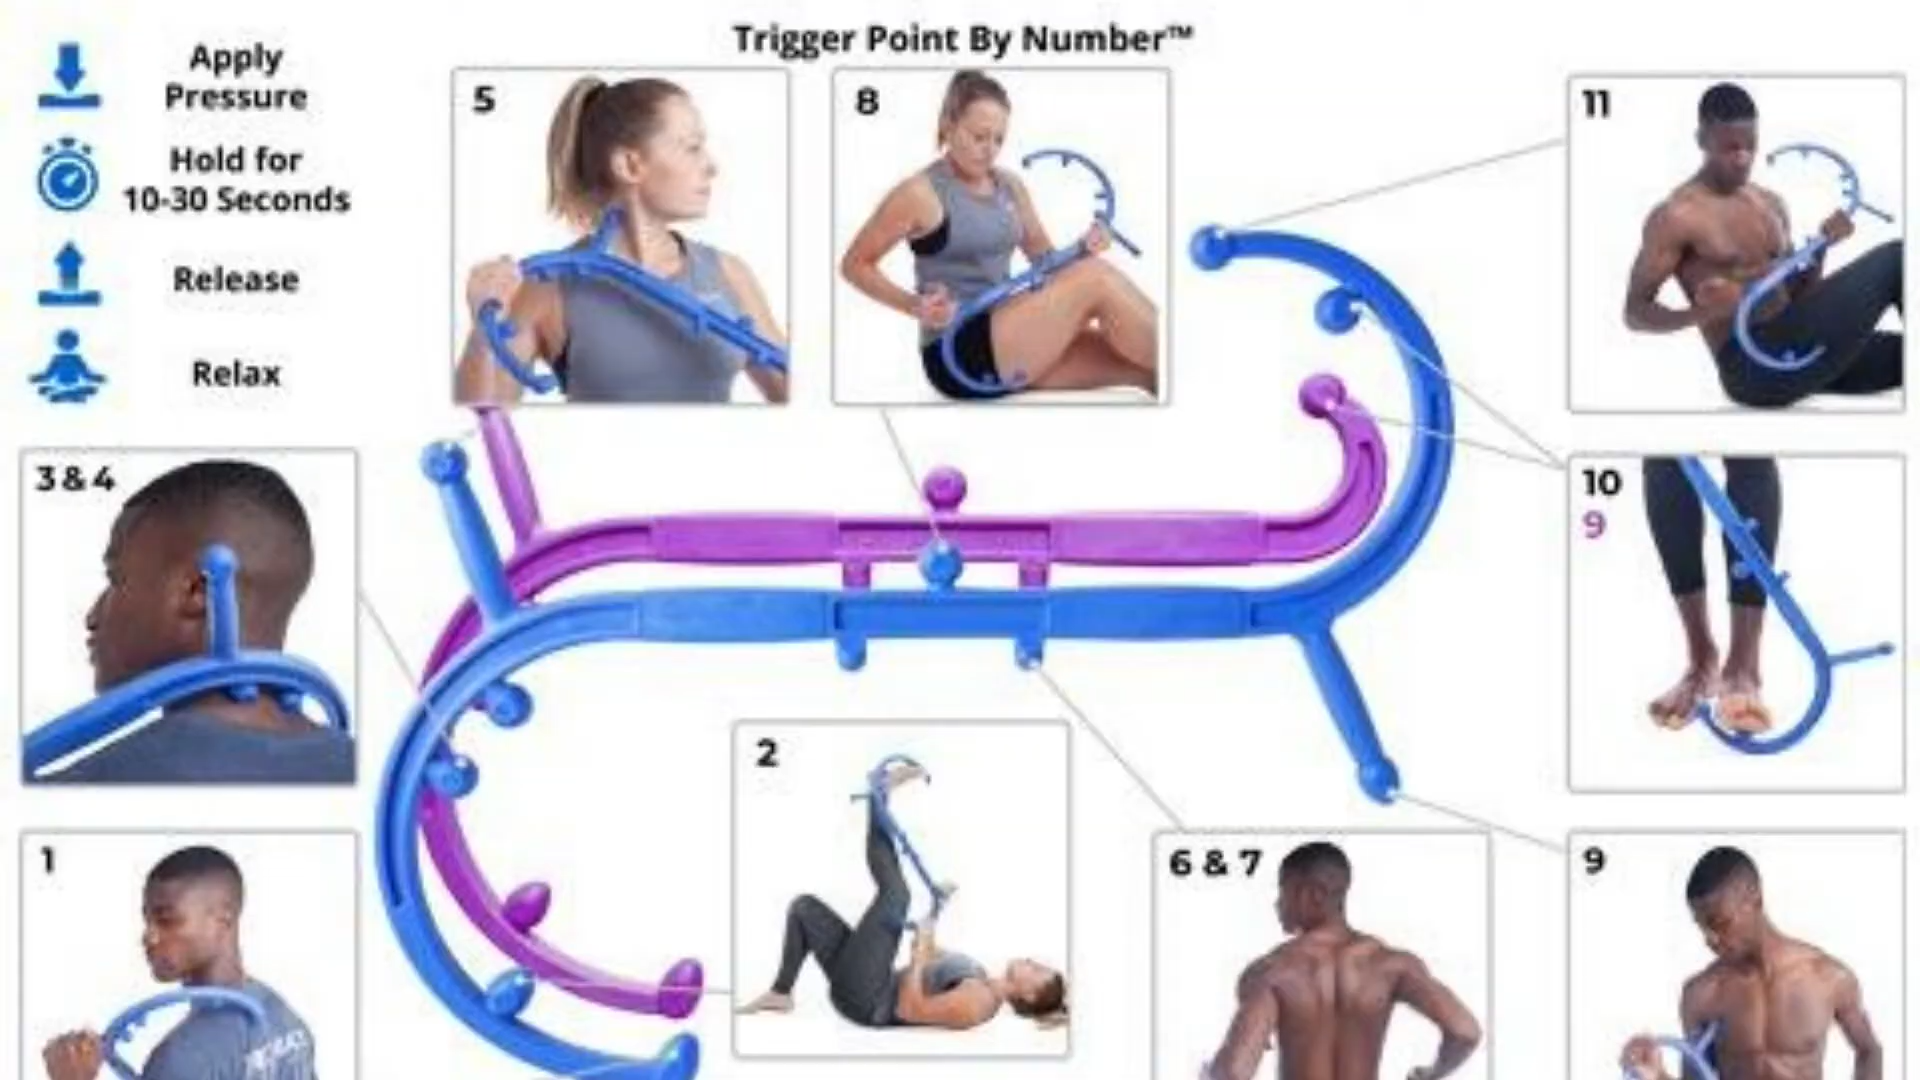 Trigger Point By Number™
Apply
Pressure
Hold for
10-30 Seconds
Release
Relax
5
8
11
3 & 4
10
9
2
1
6 & 7
9